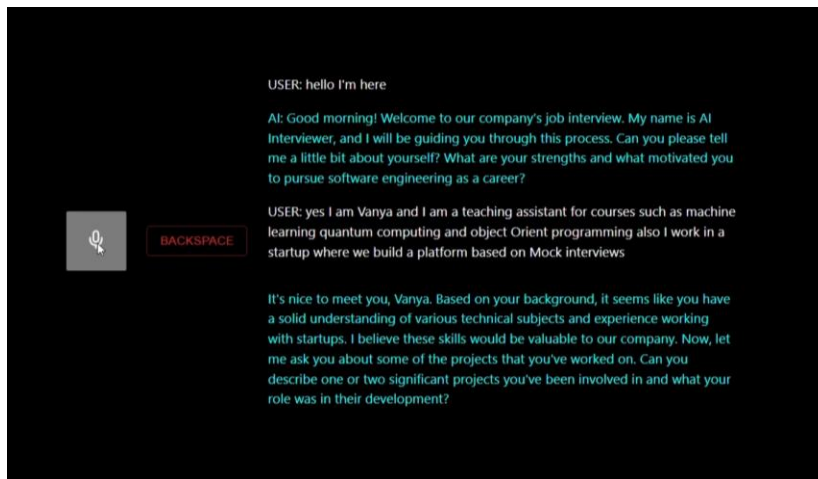 USER: hello I'm here
AI: Good morning! Welcome to our company's job interview. My name is AI
Interviewer, and I will be guiding you through this process. Can you please tell
me a little bit about yourself? What are your strengths and what motivated you
to pursue software engineering as a career?
USER: yes I am Vanya and I am a teaching assistant for courses such as machine
learning quantum computing and object Orient programming also I work in a
startup where we build a platform based on Mock interviews
BACKSPACE
It's nice to meet you, Vanya. Based on your background, it seems like you have
a solid understanding of various technical subjects and experience working
with startups. I believe these skills would be valuable to our company. Now, let
me ask you about some of the projects that you've worked on. Can you
describe one or two significant projects you've been involved in and what your
role was in their development?